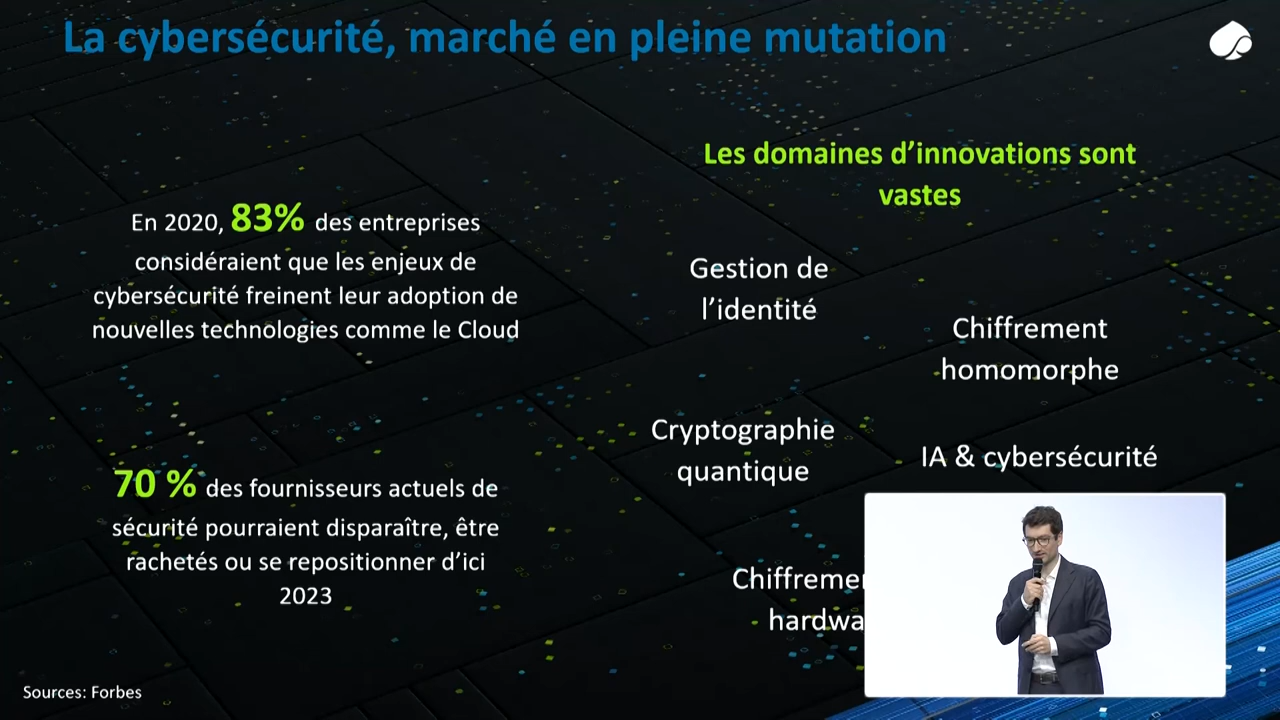 La cybersécurité, marché en pleine mutation
En 2020, 83% des entreprises
considéraient que les enjeux de
cybersécurité freinent leur adoption de
nouvelles technologies comme le Cloud
70 % des fournisseurs actuels de
sécurité pourraient disparaître, être
rachetés ou se repositionner d’ici
2023
Sources: Forbes
Les domaines d’innovations sont
vastes
Gestion de
l’identité
Chiffrement
homomorphe
Cryptographie
quantique
IA & cybersécurité